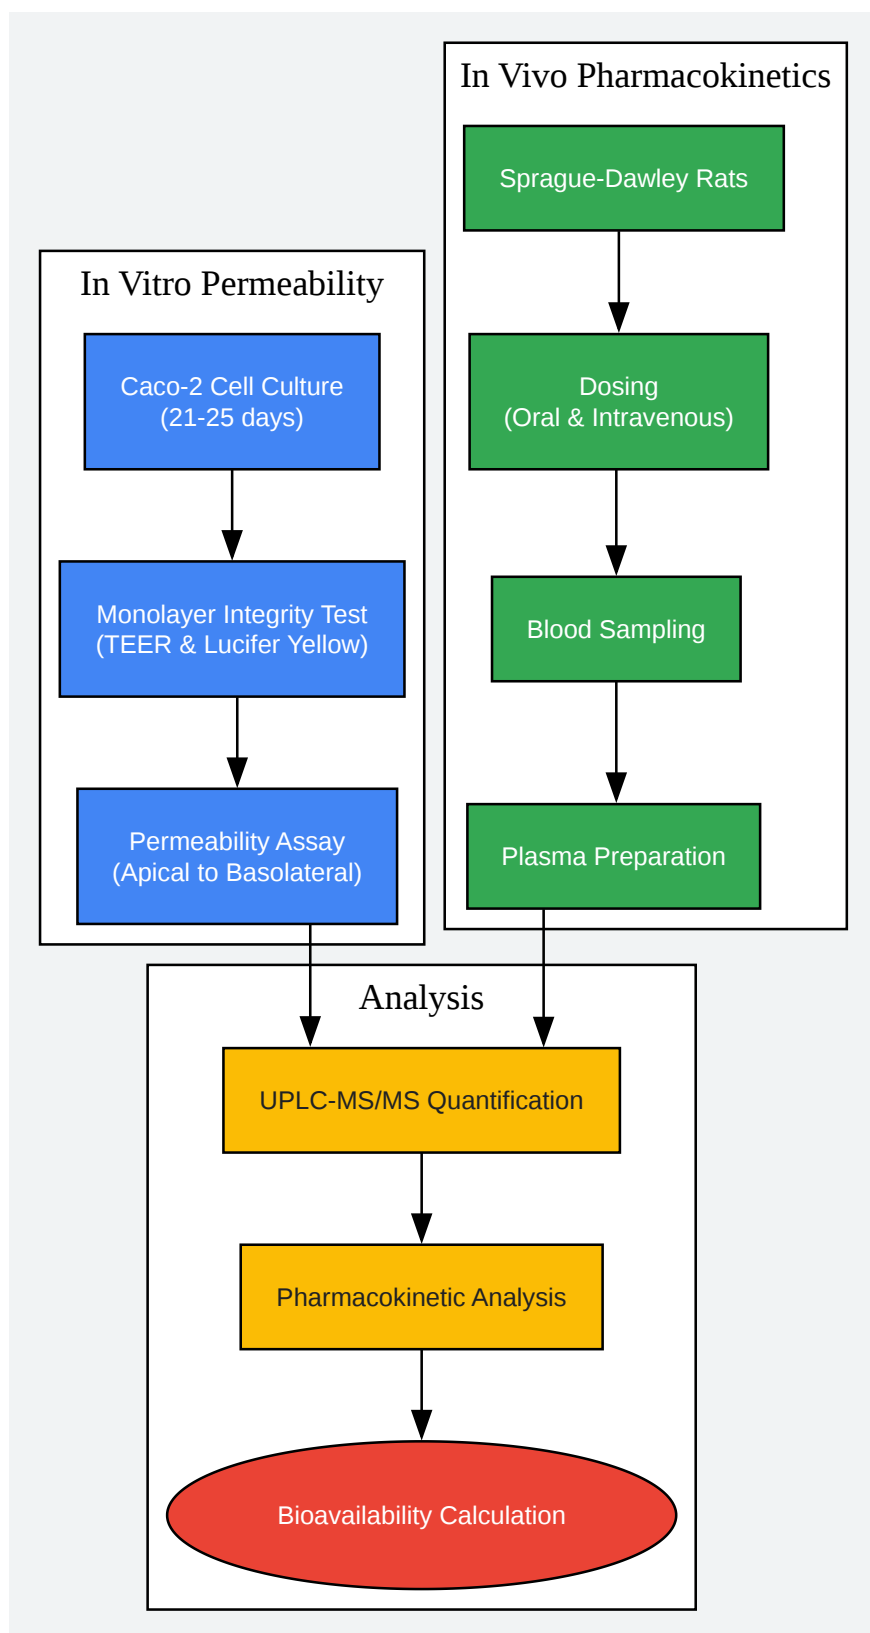 In Vivo Pharmacokinetics
Sprague-Dawley Rats
Dosing
(Oral & Intravenous)
Blood Sampling
Plasma Preparation
In Vitro Permeability
Caco-2 Cell Culture
(21-25 days)
Monolayer Integrity Test
(TEER & Lucifer Yellow)
Permeability Assay
(Apical to Basolateral)
Analysis
UPLC-MS/MS Quantification
Pharmacokinetic Analysis
Bioavailability Calculation